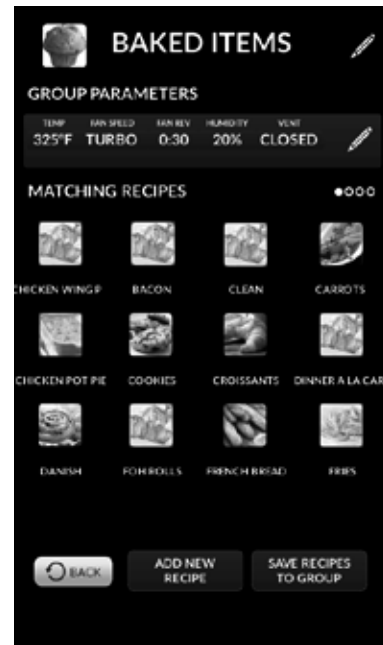 BAKED ITEMS
GROUP PARAMETERS
TEMP FAN SPEED FAN REV HUMIDITY VENT
325°F TURBO 0:30 20% CLOSED
MATCHING RECIPES
CHICKEN WING P BACON CLEAN CARROTS
CHICKEN POT PIE COOKIES CROISSANTS DINNER A LA CAR
DANISH FOH ROLLS FRENCH BREAD FRIES
BACK
ADD NEW
RECIPE
SAVE RECIPES
TO GROUP